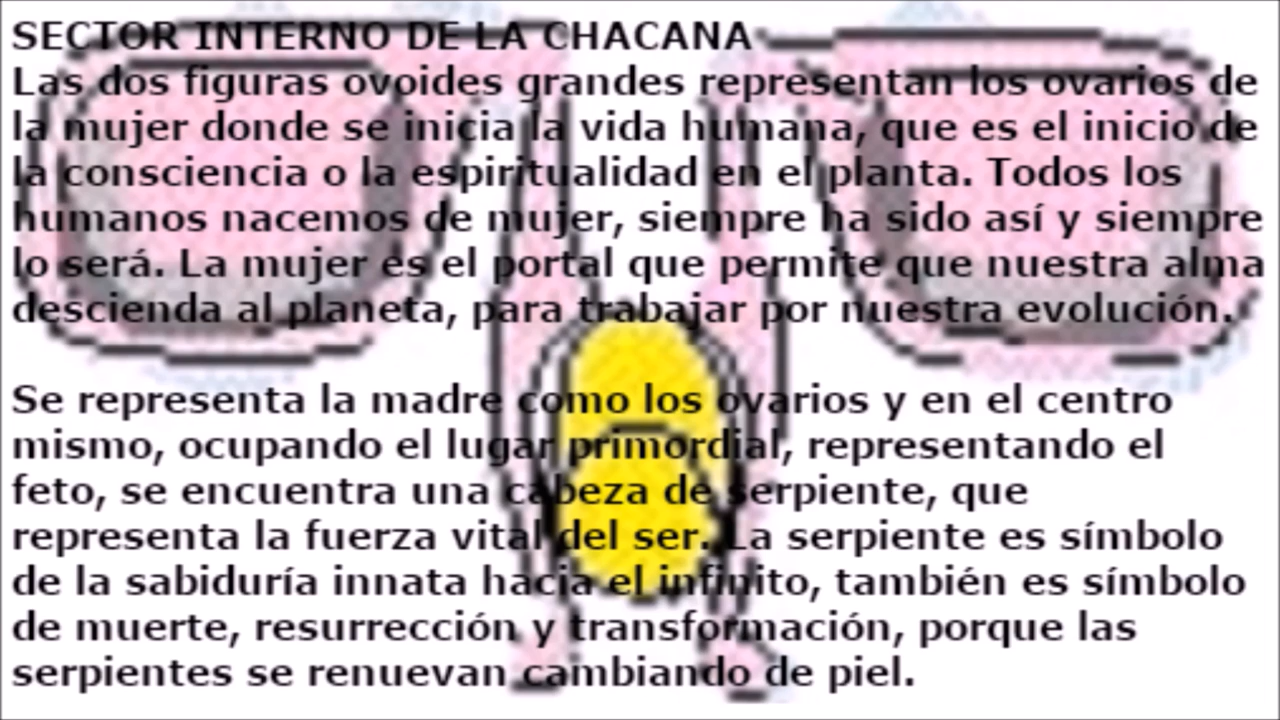 SECTOR INTERNO DE LA CHACANA
Las dos figuras ovoides grandes representan los ovarios de
la mujer donde se inicia la vida humana, que es el inicio de
la consciencia o la espiritualidad en el planta. Todos los
humanos nacemos de mujer, siempre ha sido así y siempre
lo será. La mujer es el portal que permite que nuestra alma
descienda al planeta, para trabajar por nuestra evolución.
Se representa la madre como los ovarios y en el centro
mismo, ocupando el lugar primordial, representando el
feto, se encuentra una cabeza de serpiente, que
representa la fuerza vital del ser. La serpiente es símbolo
de la sabiduría innata hacia el infinito, también es símbolo
de muerte, resurrección y transformación, porque las
serpientes se renuevan cambiando de piel.